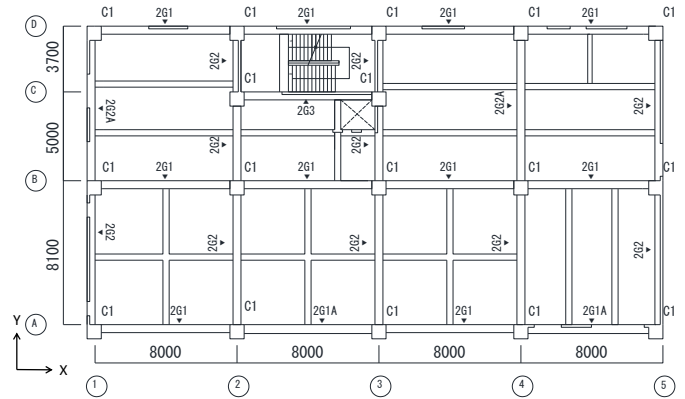 C1 2G1 C1 C1 2G1 C1 2G1 C1
D
3700
2G2 2G2
C1 C1
C
2G2A 2G3 2G2A 2G2
5000
2G2 2G2
C1 2G1 C1 2G1 C1 2G1 C1 2G1 C1
B
8100
2G2 2G2 2G2 2G2 2G2
C1 2G1 C1 2G1A C1 2G1 C1 2G1A C1
A
Y
X
8000 8000 8000 8000
1 2 3 4 5